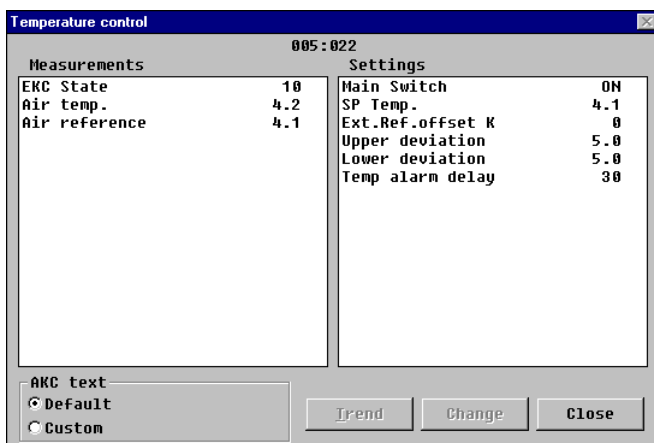 Temperature control
005:022
Measurements
EKC State 10
Air temp. 4.2
Air reference 4.1
Settings
Main Switch ON
SP Temp. 4.1
Ext.Ref.offset K 0
Upper deviation 5.0
Lower deviation 5.0
Temp alarm delay 30
AKC text
Default
Custom
Trend
Change
Close